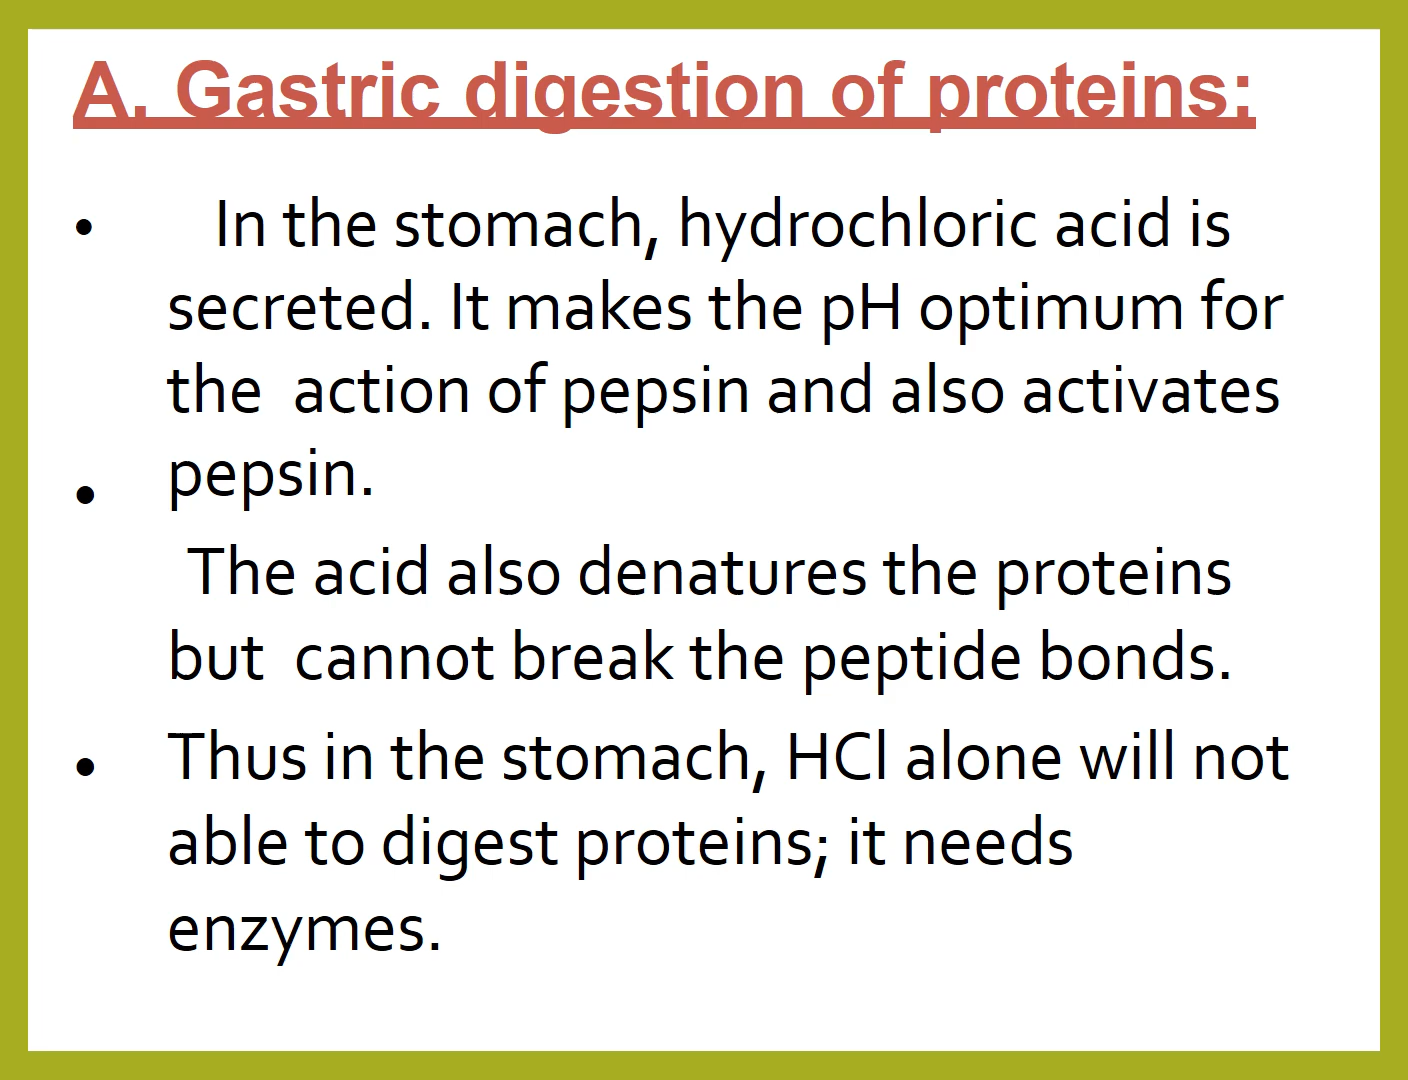 A. Gastric digestion of proteins:
• In the stomach, hydrochloric acid is
secreted. It makes the pH optimum for
the action of pepsin and also activates
pepsin.
• The acid also denatures the proteins
but cannot break the peptide bonds.
• Thus in the stomach, HCl alone will not
able to digest proteins; it needs
enzymes.